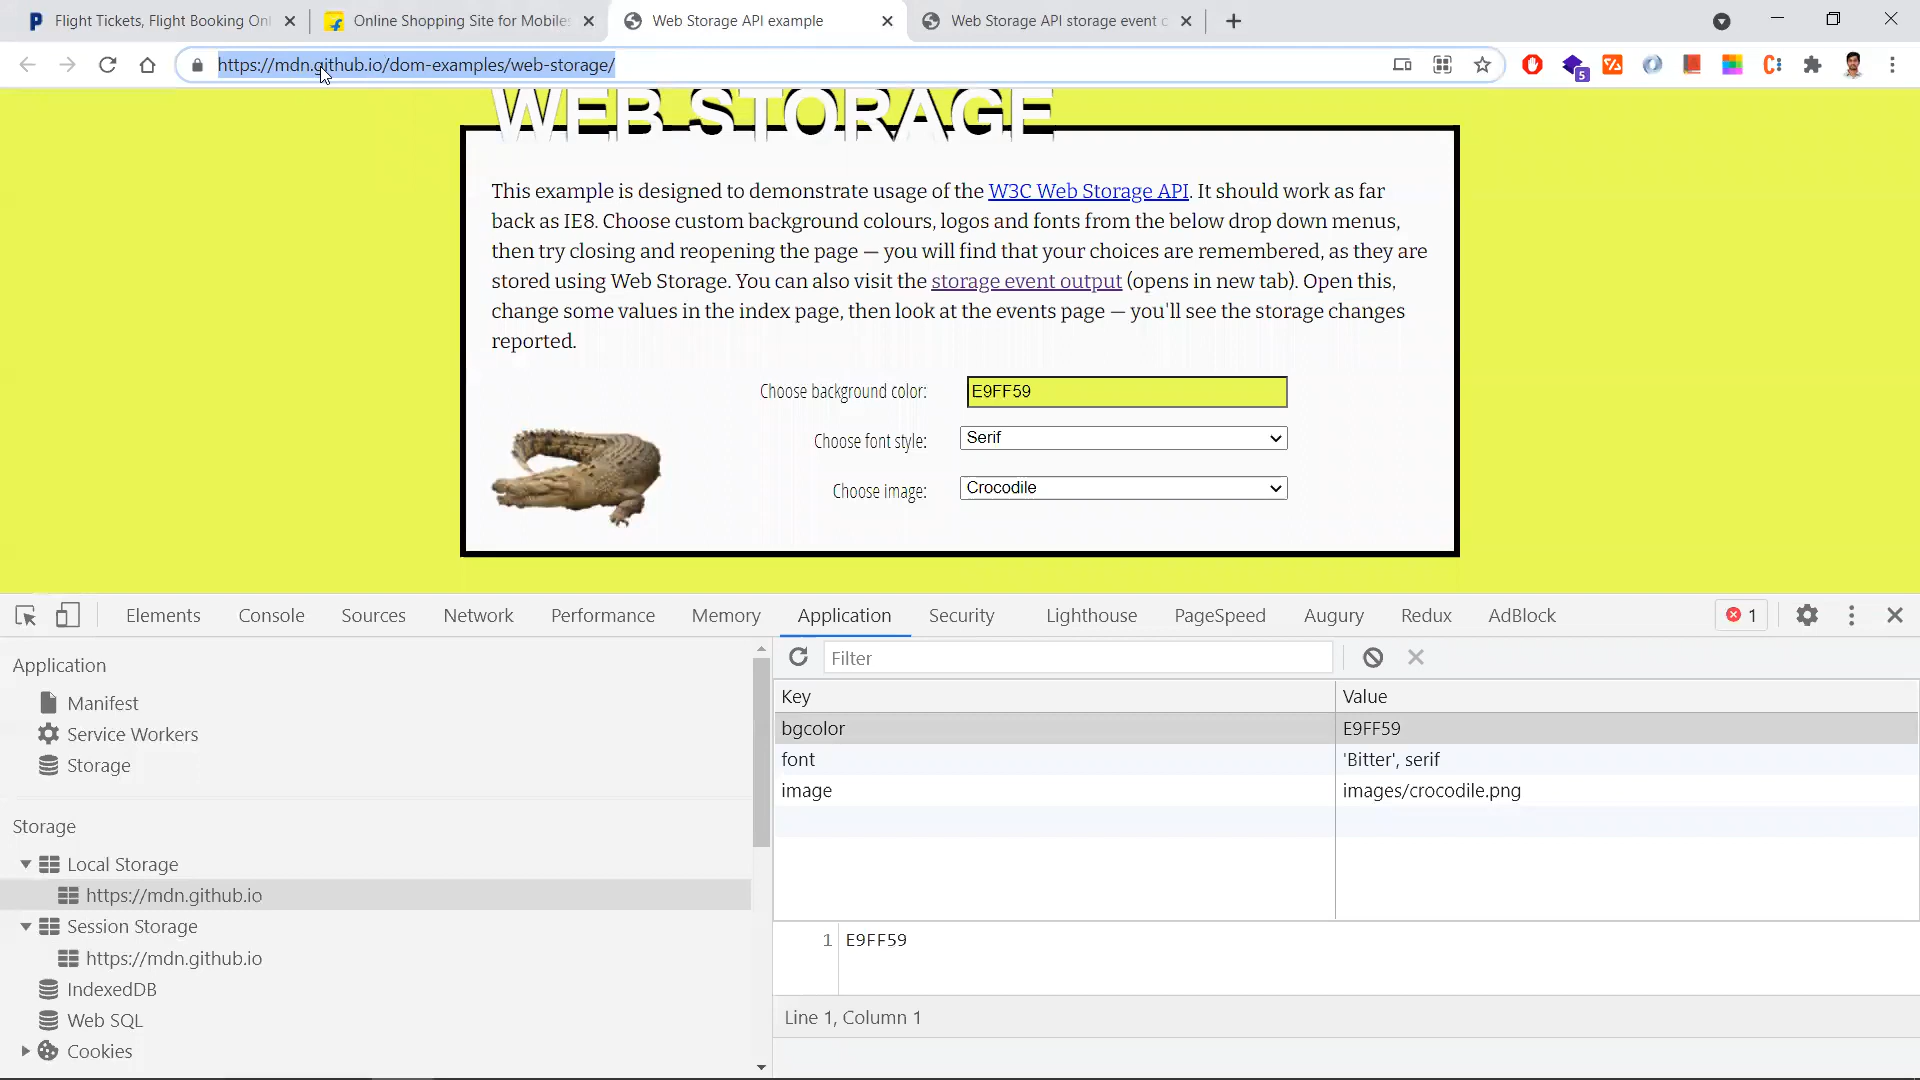 Flight Tickets, Flight Booking Onl
Online Shopping Site for Mobiles
Web Storage API example
Web Storage API storage event c
https://mdn.github.io/dom-examples/web-storage/
5
WEB STORAGE
This example is designed to demonstrate usage of the W3C Web Storage API. It should work as far
back as IE8. Choose custom background colours, logos and fonts from the below drop down menus,
then try closing and reopening the page — you will find that your choices are remembered, as they are
stored using Web Storage. You can also visit the storage event output (opens in new tab). Open this,
change some values in the index page, then look at the events page — you'll see the storage changes
reported.
Choose background color: E9FF59
Choose font style: Serif
Choose image: Crocodile
Elements Console Sources Network Performance Memory Application Security Lighthouse PageSpeed Augury Redux AdBlock 1
Application
Manifest
Service Workers
Storage
Storage
Local Storage
https://mdn.github.io
Session Storage
https://mdn.github.io
IndexedDB
Web SQL
Cookies
Filter
Key Value
bgcolor E9FF59
font 'Bitter', serif
image images/crocodile.png
1 E9FF59
Line 1, Column 1